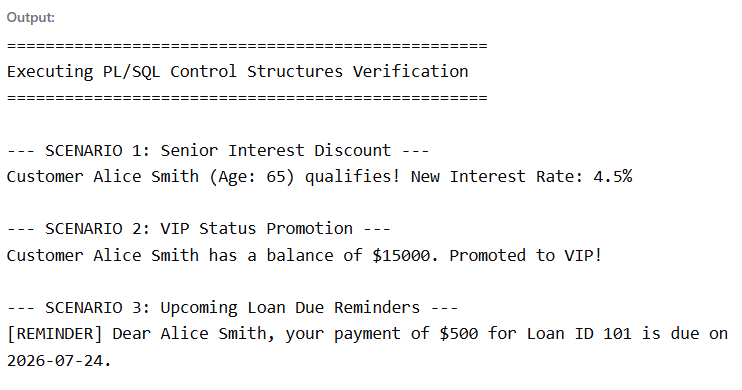 Output:
==================================================
Executing PL/SQL Control Structures Verification
==================================================
--- SCENARIO 1: Senior Interest Discount ---
Customer Alice Smith (Age: 65) qualifies! New Interest Rate: 4.5%
--- SCENARIO 2: VIP Status Promotion ---
Customer Alice Smith has a balance of $15000. Promoted to VIP!
--- SCENARIO 3: Upcoming Loan Due Reminders ---
[REMINDER] Dear Alice Smith, your payment of $500 for Loan ID 101 is due on
2026-07-24.